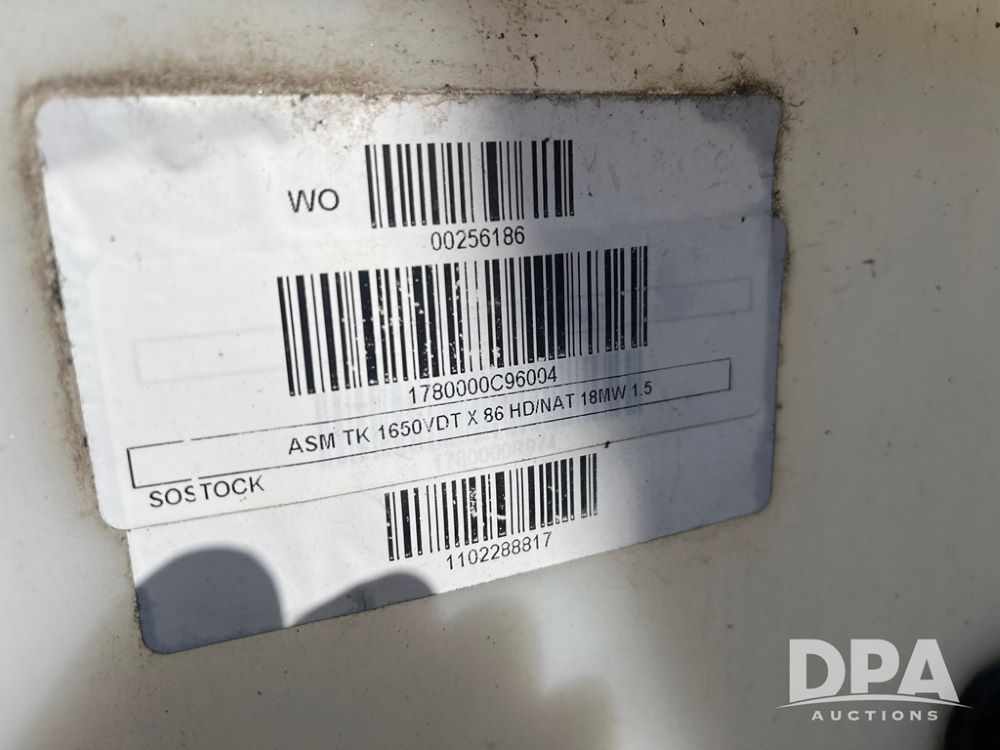 WO
00256186
1780000C96004
ASM TK 1650VDT X 86 HD/NAT 18MW 1.5
SOSTOCK
1102288817
DPA
AUCTIONS